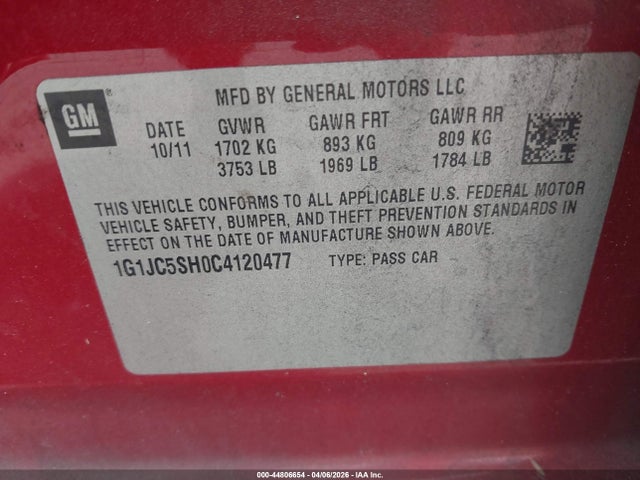 GM
MFD BY GENERAL MOTORS LLC
DATE GVWR GAWR FRT GAWR RR
10/11 1702 KG 893 KG 809 KG
3753 LB 1969 LB 1784 LB
THIS VEHICLE CONFORMS TO ALL APPLICABLE U.S. FEDERAL MOTOR
VEHICLE SAFETY, BUMPER, AND THEFT PREVENTION STANDARDS IN
EFFECT ON THE DATE OF MANUFACTURE SHOWN ABOVE.
1G1JC5SH0C4120477 TYPE: PASS CAR
000-44806654 - 04/06/2026 - IAA Inc.